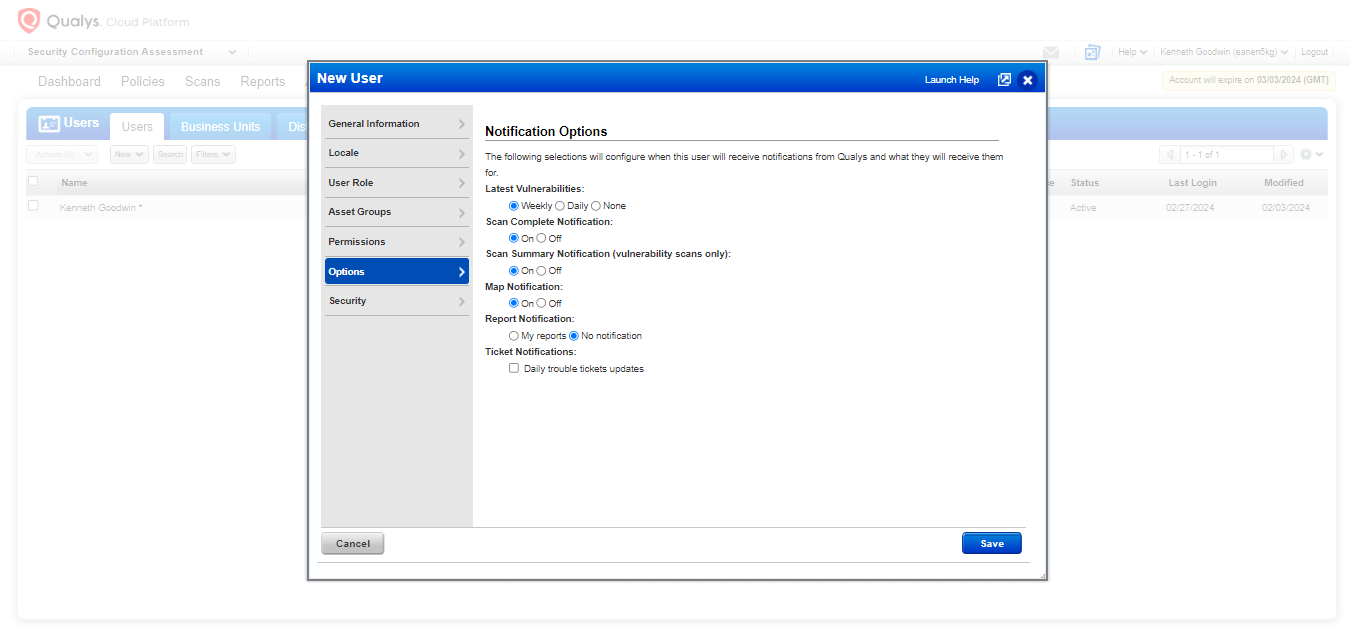 Qualys. Cloud Platform
Security Configuration Assessment
Help
Kenneth Goodwin (eanen6kg)
Logout
Dashboard
Policies
Scans
Reports
Account will expire on 03/03/2024 (GMT)
Users
Users
Business Units
Dis
Actions (0)
New
Search
Filters
1 - 1 of 1
Name
Status
Last Login
Modified
Kenneth Goodwin *
Active
02/27/2024
02/03/2024
New User
Launch Help
General Information
Locale
User Role
Asset Groups
Permissions
Options
Security
Notification Options
The following selections will configure when this user will receive notifications from Qualys and what they will receive them
for.
Latest Vulnerabilities:
Weekly Daily None
Scan Complete Notification:
On Off
Scan Summary Notification (vulnerability scans only):
On Off
Map Notification:
On Off
Report Notification:
My reports No notification
Ticket Notifications:
Daily trouble tickets updates
Cancel
Save